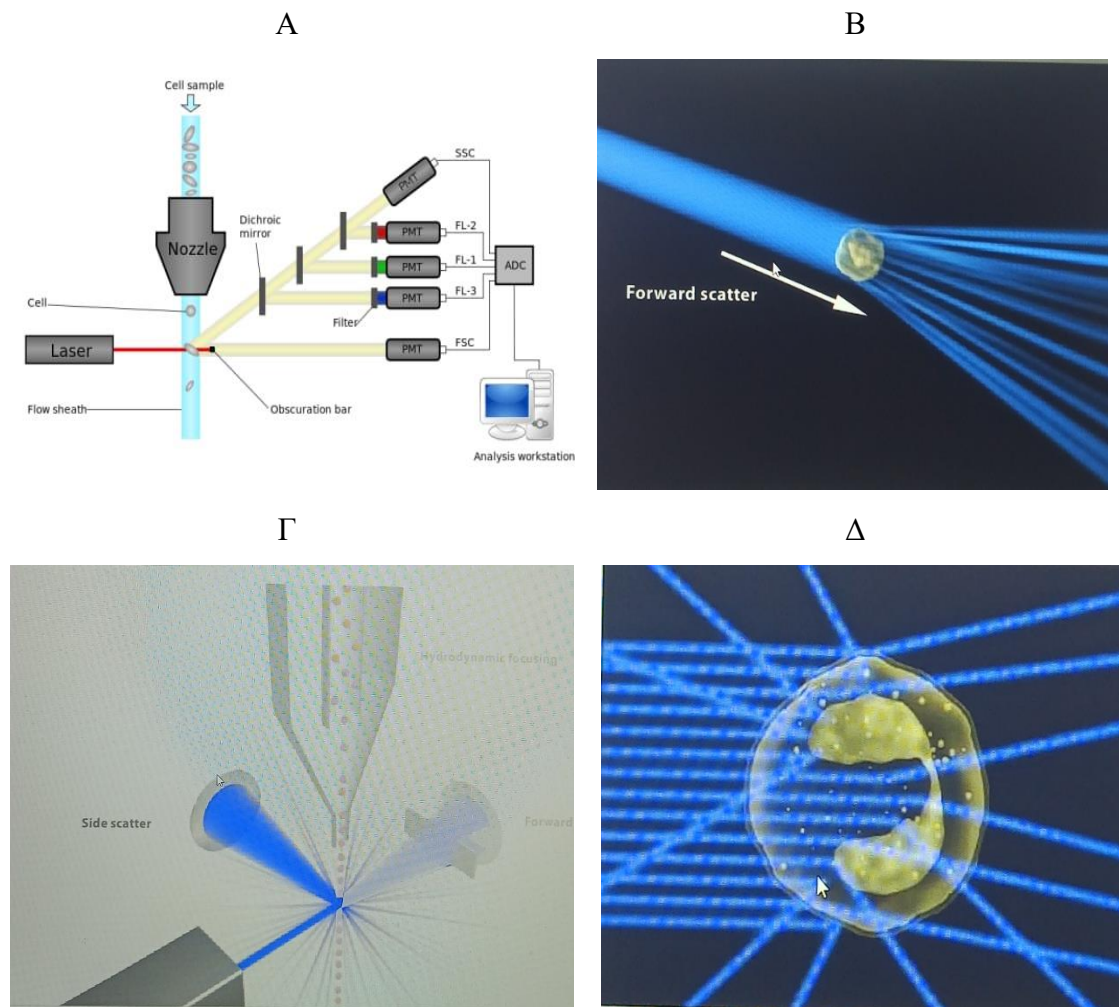 Α
Β
Cell sample
SSC
PMT
Dichroic
mirror
FL-2
PMT
Nozzle
FL-1
PMT
ADC
Cell
FL-3
PMT
Filter
Laser
FSC
PMT
Flow sheath
Obscuration bar
Analysis workstation
Forward scatter
Γ
Δ
Hydrodynamic focusing
Side scatter
Forward